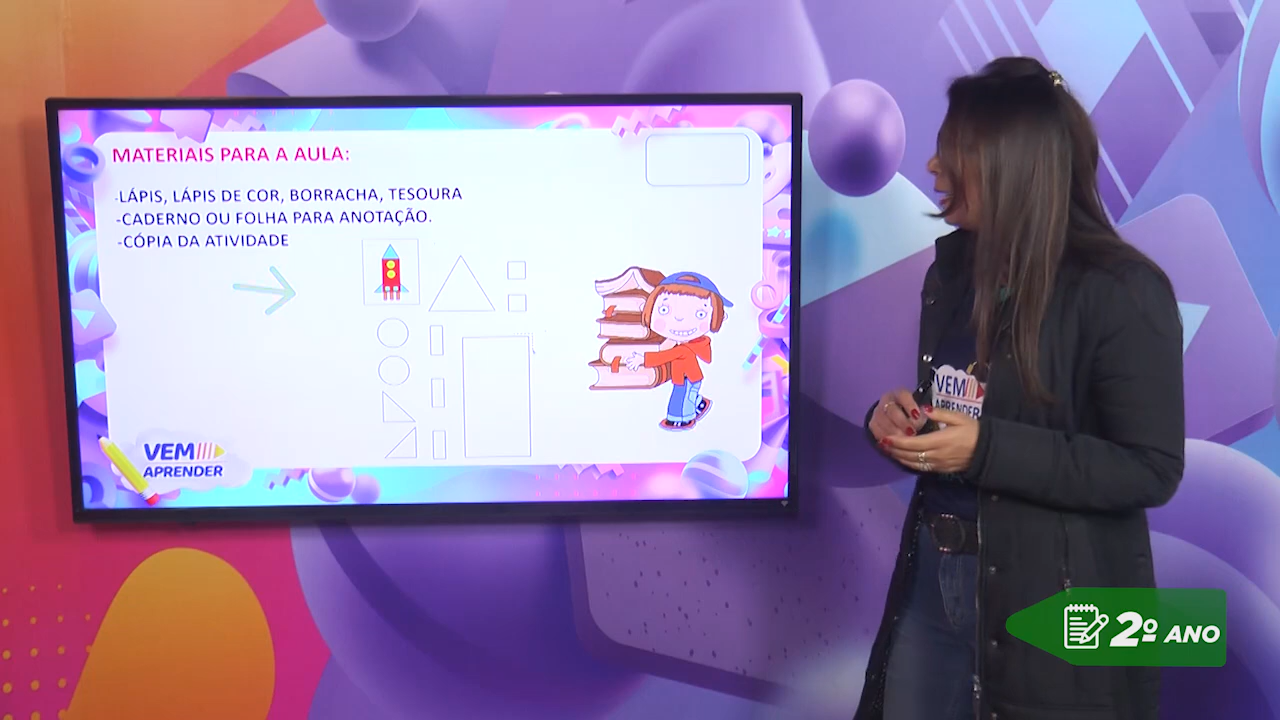 MATERIAIS PARA A AULA:
-LÁPIS, LÁPIS DE COR, BORRACHA, TESOURA
-CADERNO OU FOLHA PARA ANOTAÇÃO.
-CÓPIA DA ATIVIDADE
VEM
APRENDER
VEM
APRENDER
2º ANO